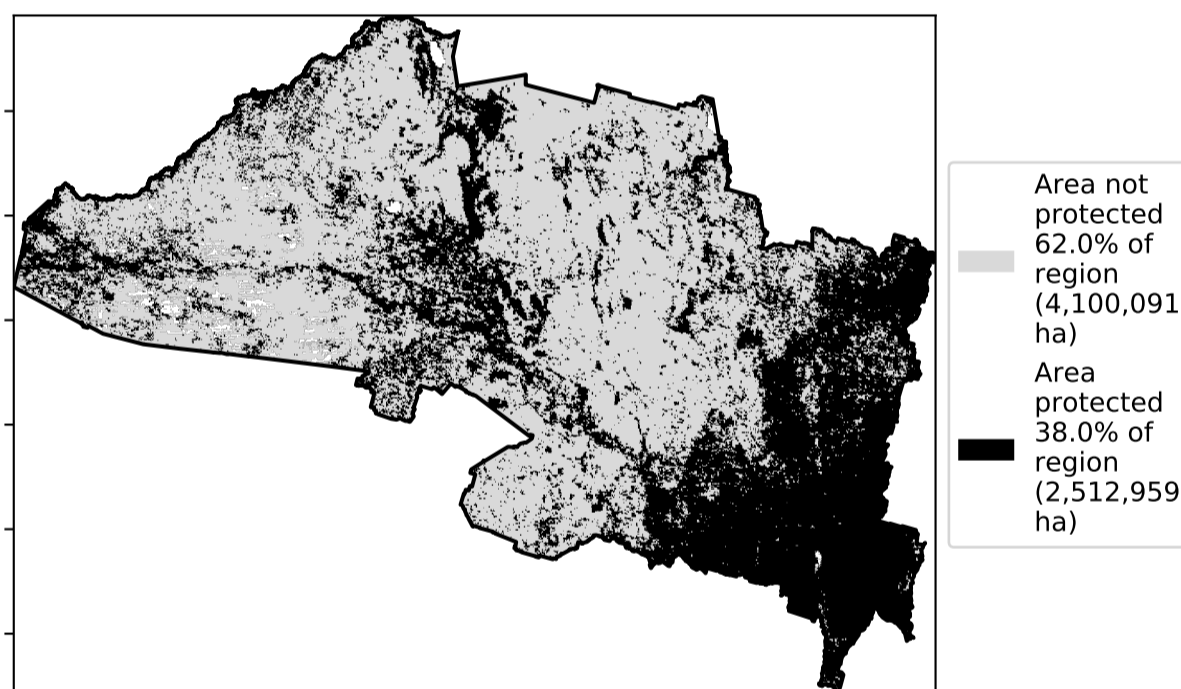 Area not
protected
62.0% of
region
(4,100,091
ha)
Area
protected
38.0% of
region
(2,512,959
ha)